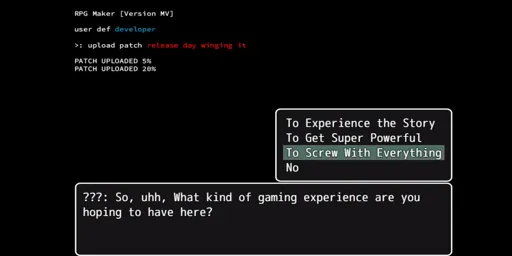 RPG Maker [Version MV]
user def developer
>: upload patch release day winging it
PATCH UPLOADED 5%
PATCH UPLOADED 20%
To Experience the Story
To Get Super Powerful
To Screw With Everything
No
???: So, uhh, What kind of gaming experience are you
hoping to have here?